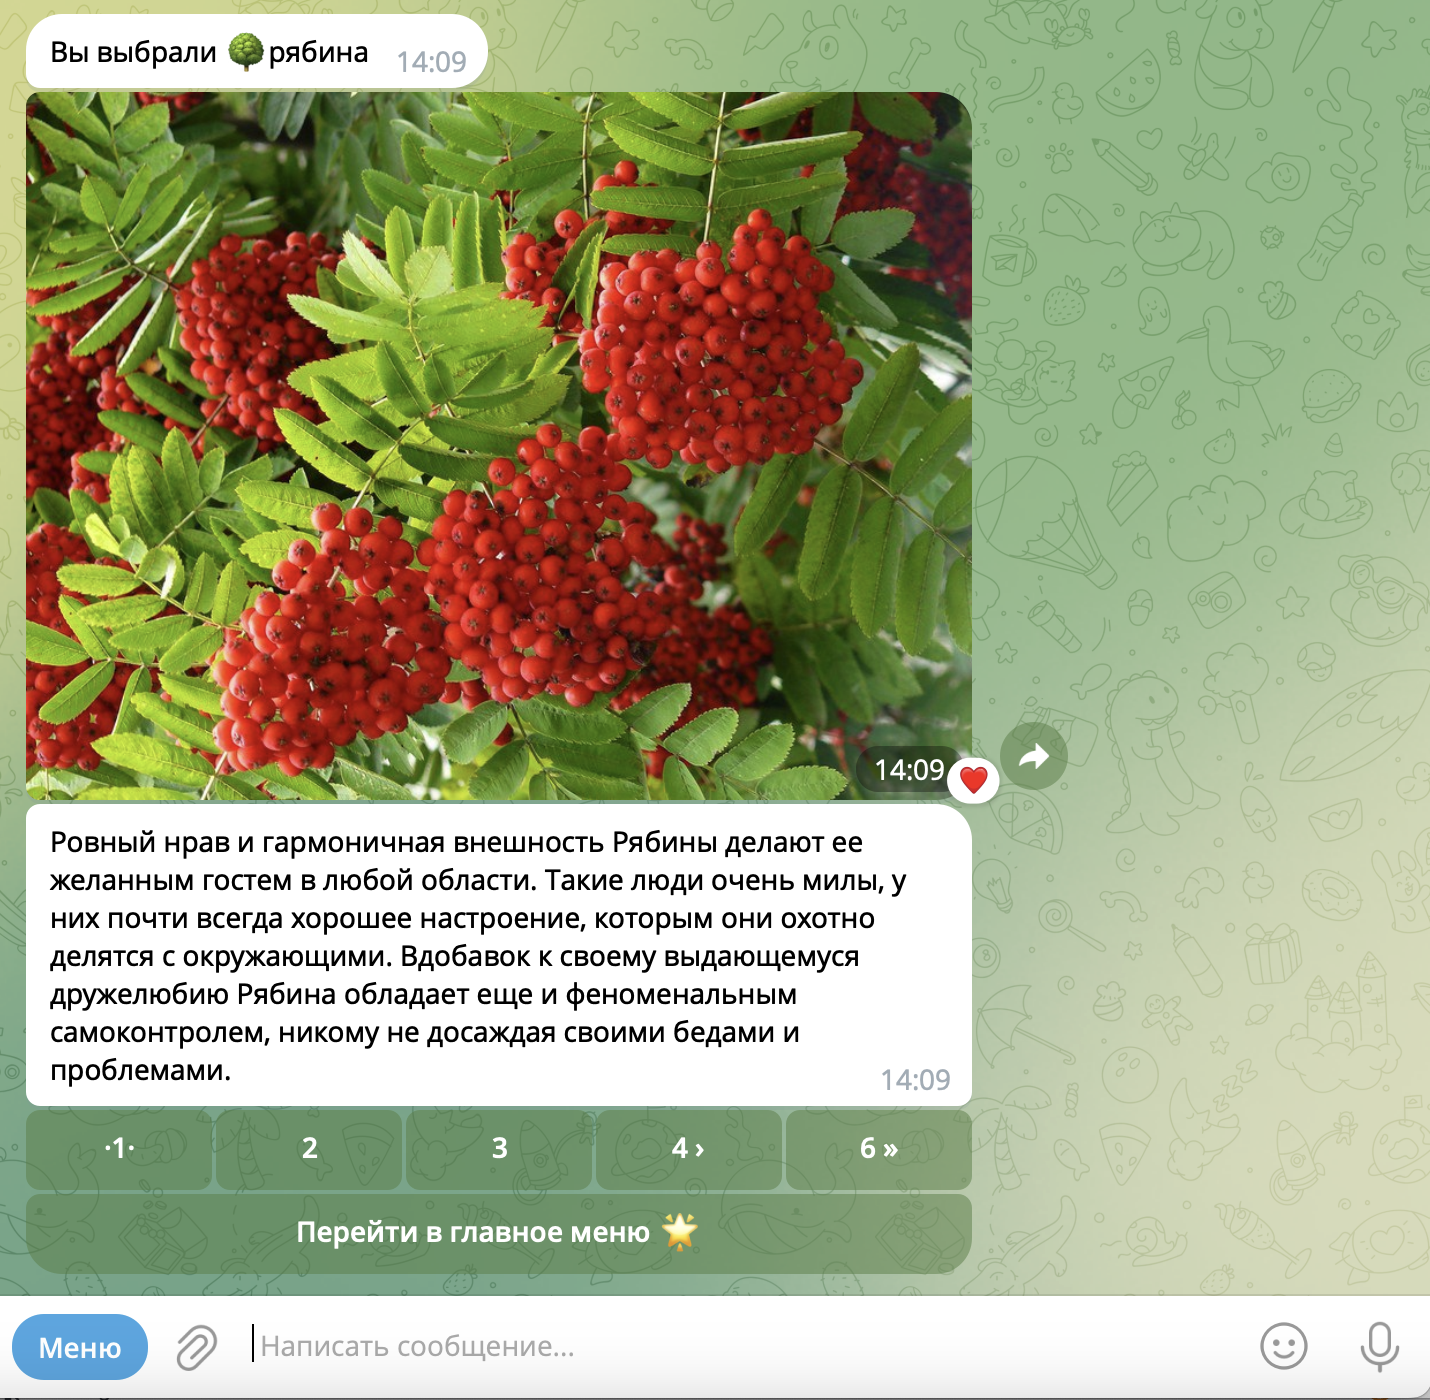 Вы выбрали 🌳рябина 14:09
14:09
Ровный нрав и гармоничная внешность Рябины делают ее
желанным гостем в любой области. Такие люди очень милы, у
них почти всегда хорошее настроение, которым они охотно
делятся с окружающими. Вдобавок к своему выдающемуся
дружелюбию Рябина обладает еще и феноменальным
самоконтролем, никому не досаждая своими бедами и
проблемами.
14:09
·1· 2 3 4 › 6 »
Перейти в главное меню 🌟
Меню Написать сообщение...